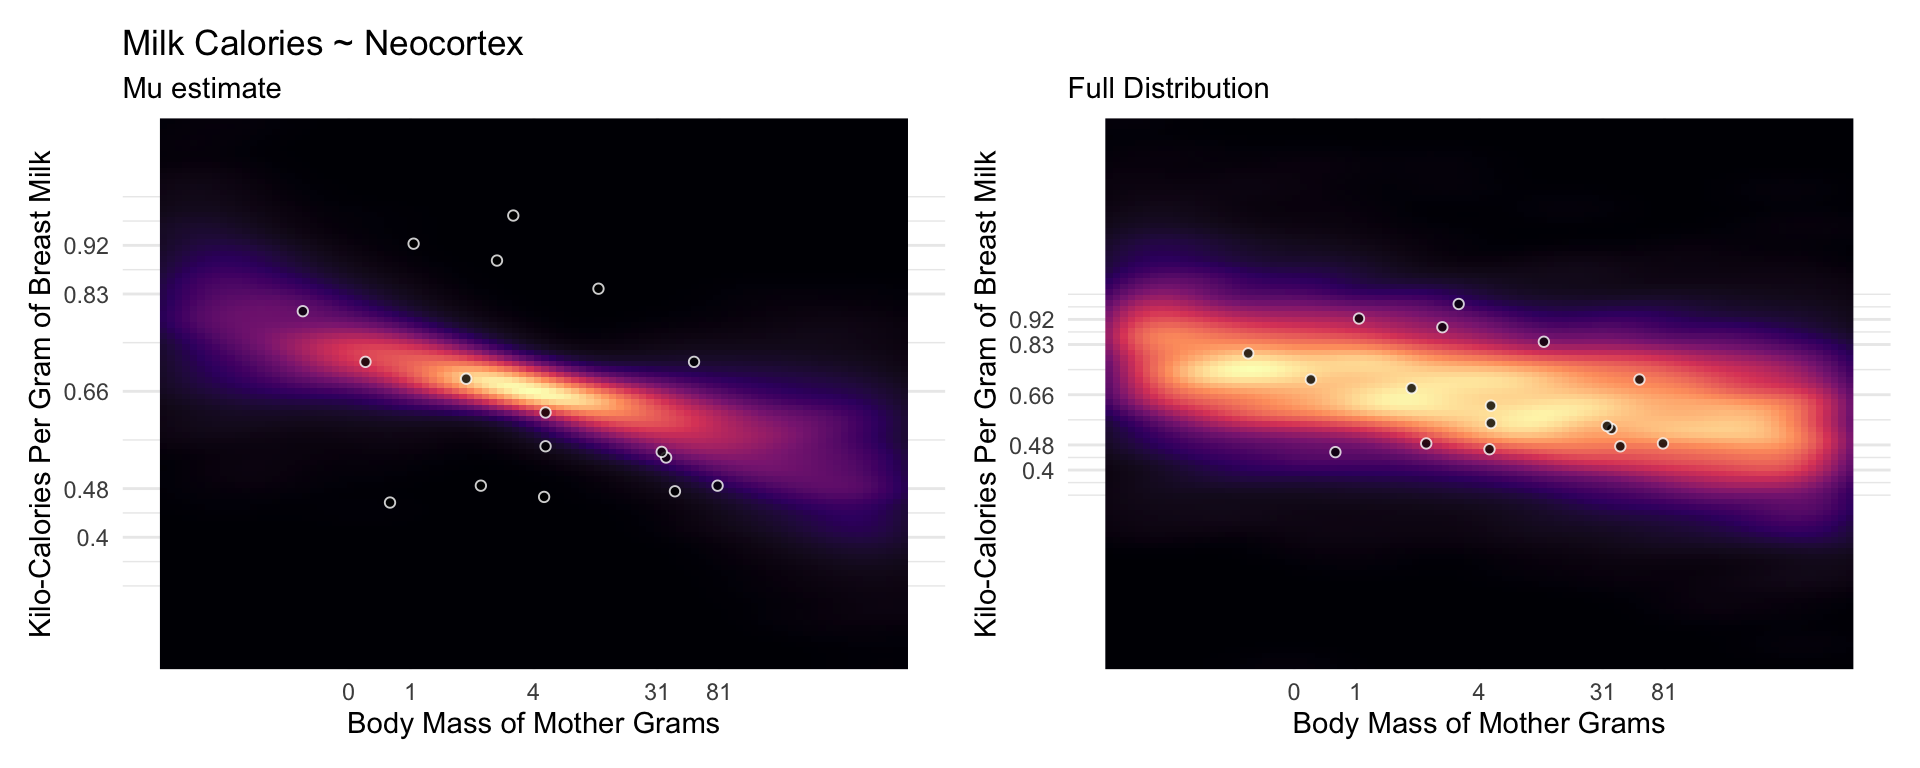 Milk Calories ~ Neocortex
Mu estimate
Kilo-Calories Per Gram of Breast Milk
0.92
0.83
0.66
0.48
0.4
0 1 4 31 81
Body Mass of Mother Grams
Full Distribution
Kilo-Calories Per Gram of Breast Milk
0.92
0.83
0.66
0.48
0.4
0 1 4 31 81
Body Mass of Mother Grams